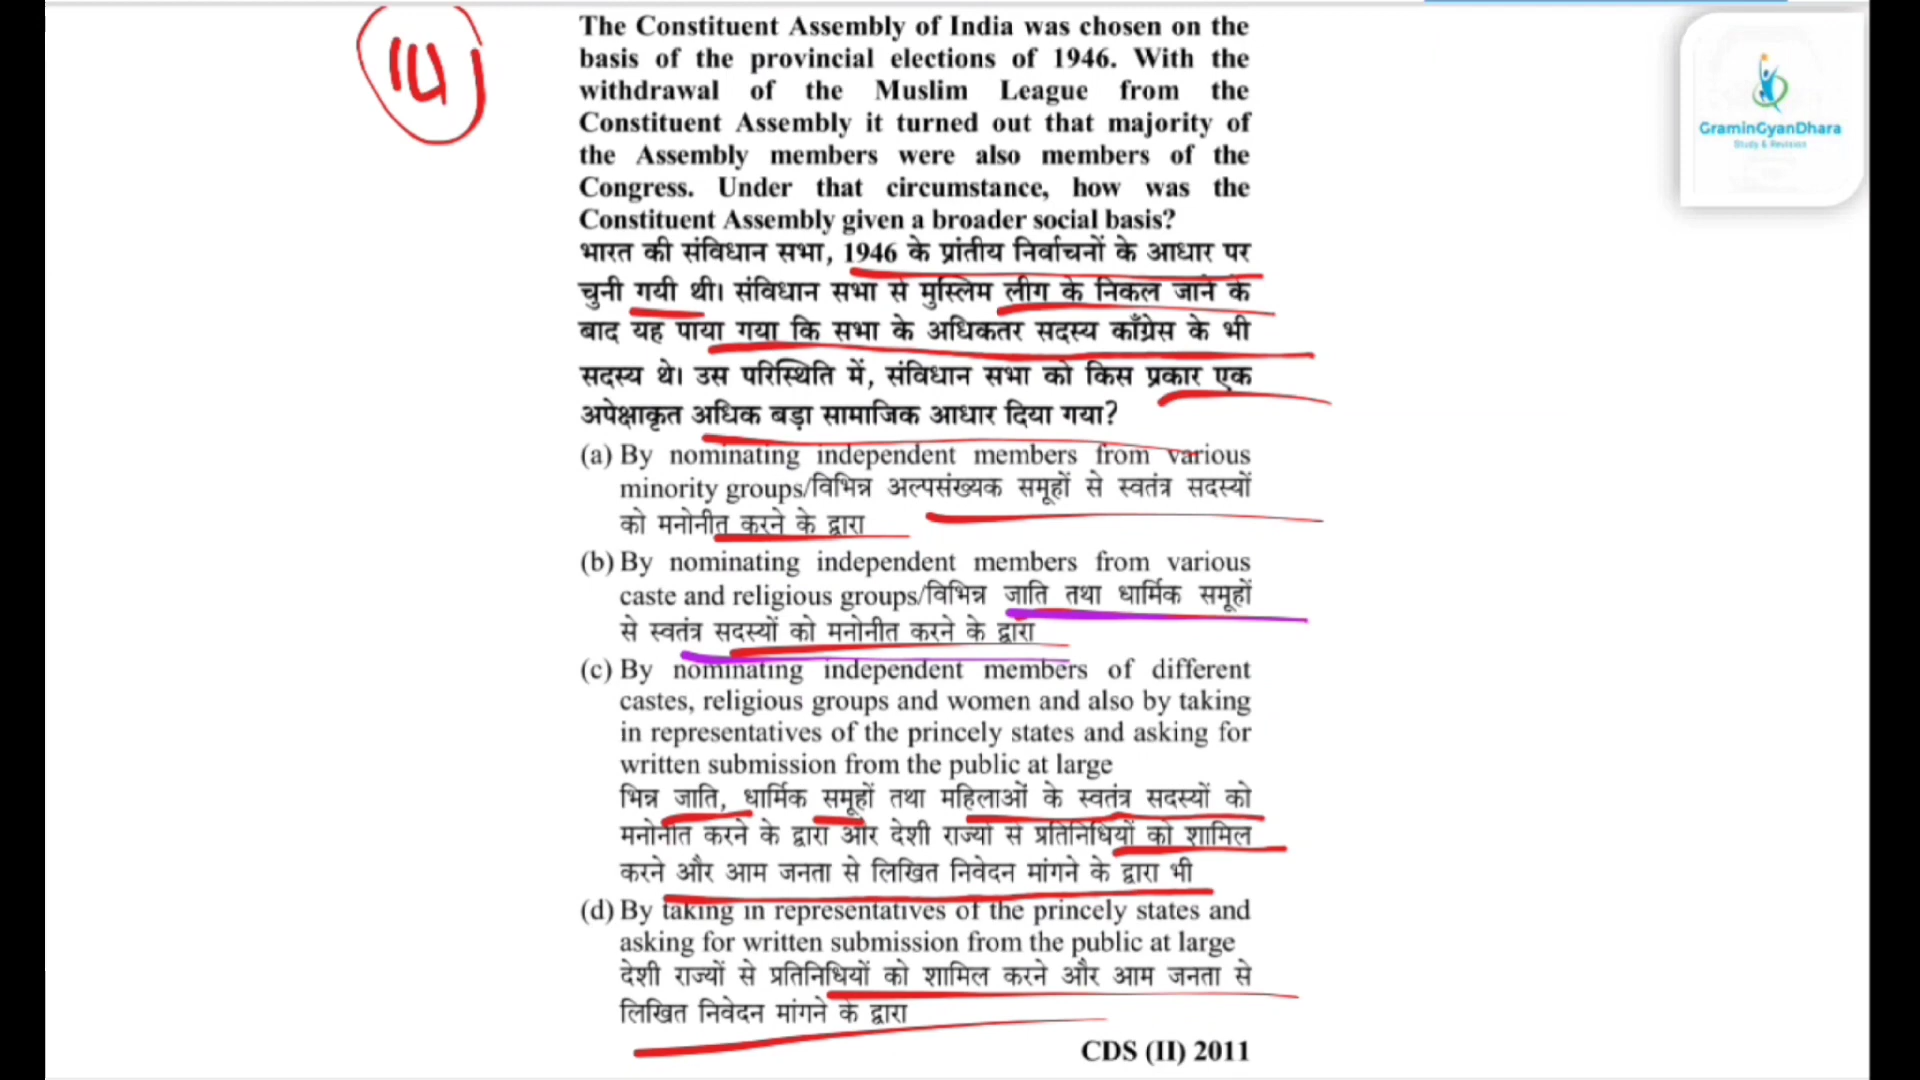 14
The Constituent Assembly of India was chosen on the
basis of the provincial elections of 1946. With the
withdrawal of the Muslim League from the
Constituent Assembly it turned out that majority of
the Assembly members were also members of the
Congress. Under that circumstance, how was the
Constituent Assembly given a broader social basis?
भारत की संविधान सभा, 1946 के प्रांतीय निर्वाचनों के आधार पर
चुनी गयी थी। संविधान सभा से मुस्लिम लीग के निकल जाने के
बाद यह पाया गया कि सभा के अधिकतर सदस्य काँग्रेस के भी
सदस्य थे। उस परिस्थिति में, संविधान सभा को किस प्रकार एक
अपेक्षाकृत अधिक बड़ा सामाजिक आधार दिया गया?
(a) By nominating independent members from various
minority groups/विभिन्न अल्पसंख्यक समूहों से स्वतंत्र सदस्यों
को मनोनीत करने के द्वारा
(b) By nominating independent members from various
caste and religious groups/विभिन्न जाति तथा धार्मिक समूहों
से स्वतंत्र सदस्यों को मनोनीत करने के द्वारा
(c) By nominating independent members of different
castes, religious groups and women and also by taking
in representatives of the princely states and asking for
written submission from the public at large
भिन्न जाति, धार्मिक समूहों तथा महिलाओं के स्वतंत्र सदस्यों को
मनोनीत करने के द्वारा और देशी राज्यों से प्रतिनिधियों को शामिल
करने और आम जनता से लिखित निवेदन मांगने के द्वारा भी
(d) By taking in representatives of the princely states and
asking for written submission from the public at large
देशी राज्यों से प्रतिनिधियों को शामिल करने और आम जनता से
लिखित निवेदन मांगने के द्वारा
CDS (II) 2011
GraminGyanDhara
Study & Revision